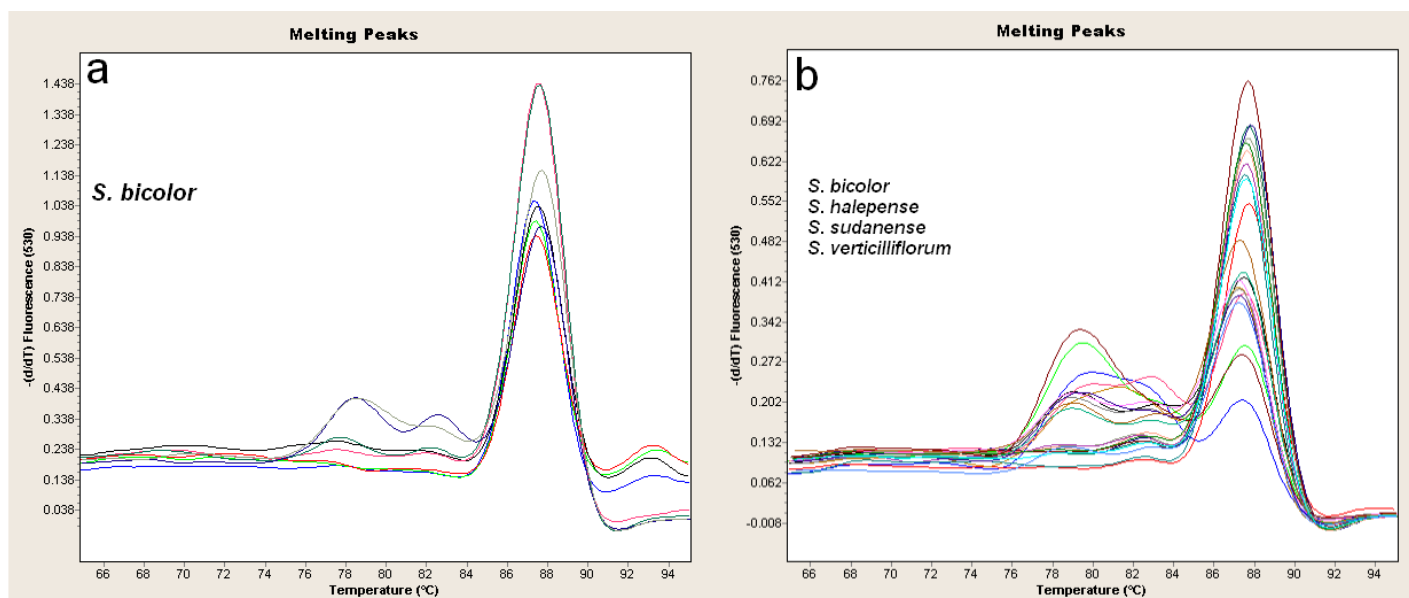 Melting Peaks
a
S. bicolor
-(d/dT) Fluorescence (530)
1.438
1.338
1.238
1.138
1.038
0.938
0.838
0.738
0.638
0.538
0.438
0.338
0.238
0.138
0.038
66 68 70 72 74 76 78 80 82 84 86 88 90 92 94
Temperature (°C)
Melting Peaks
b
S. bicolor
S. halepense
S. sudanense
S. verticilliflorum
-(d/dT) Fluorescence (530)
0.762
0.692
0.622
0.552
0.482
0.412
0.342
0.272
0.202
0.132
0.062
-0.008
66 68 70 72 74 76 78 80 82 84 86 88 90 92 94
Temperature (°C)